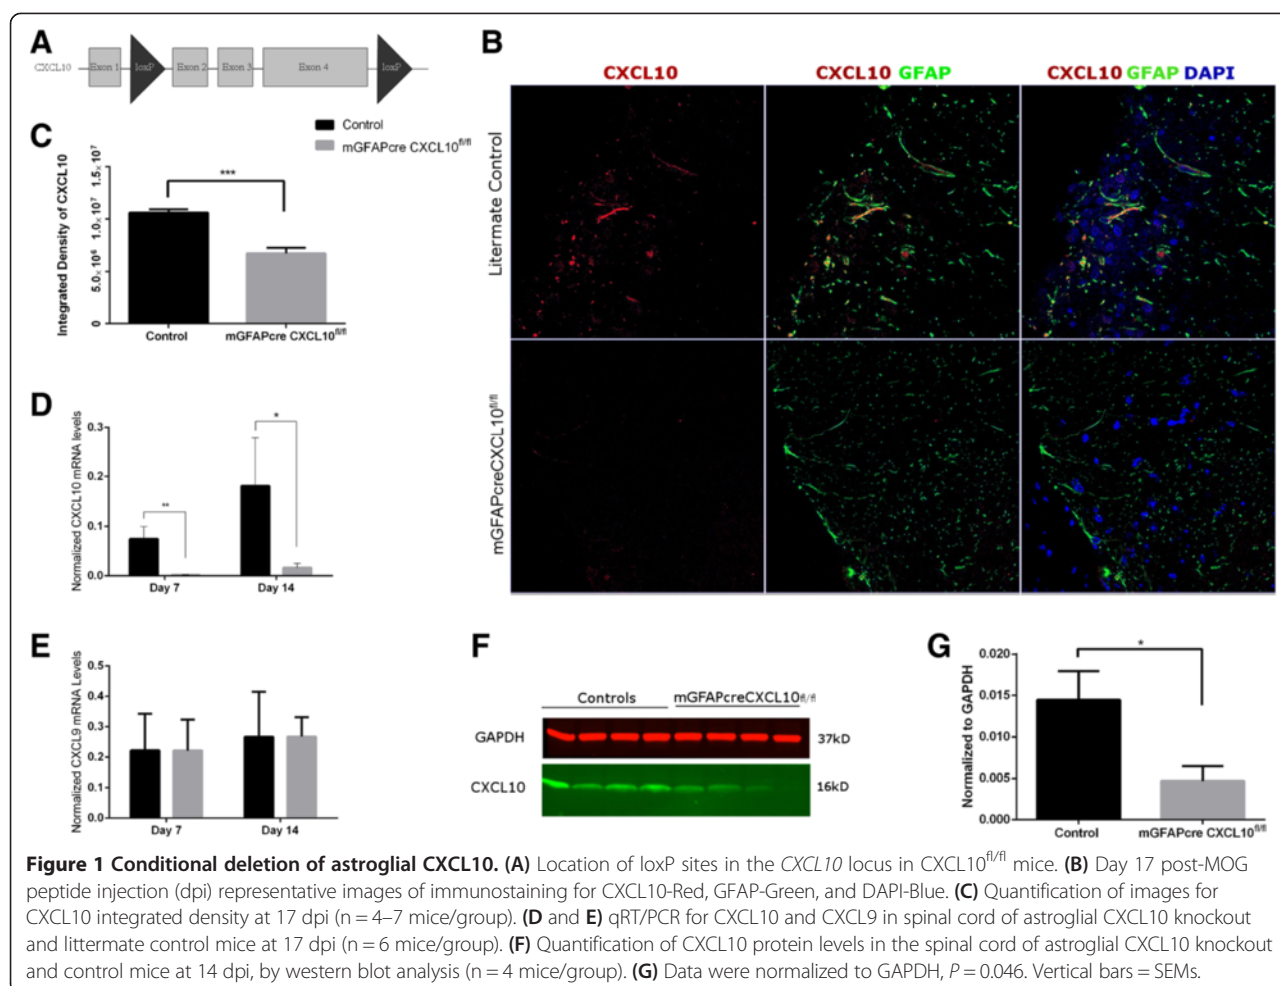 A
CXCL10 Exon 1 loxP Exon 2 Exon 3 Exon 4 loxP
B
CXCL10
CXCL10 GFAP
CXCL10 GFAP DAPI
Litermate Control
mGFAPcreCXCL10fl/fl
C
Control
mGFAPcre CXCL10fl/fl
Integrated Density of CXCL10
1.5×10^7
1.0×10^7
5.0×10^6
0
***
Control
mGFAPcre CXCL10fl/fl
D
Normalized CXCL10 mRNA levels
0.3
0.2
0.1
0.0
**
*
Day 7
Day 14
E
Normalized CXCL9 mRNA Levels
0.5
0.4
0.3
0.2
0.1
0.0
Day 7
Day 14
F
Controls
mGFAPcreCXCL10fl/fl
GAPDH
37kD
CXCL10
16kD
G
Normalized to GAPDH
0.020
0.015
0.010
0.005
0.000
*
Control
mGFAPcre CXCL10fl/fl
Figure 1 Conditional deletion of astroglial CXCL10. (A) Location of loxP sites in the CXCL10 locus in CXCL10fl/fl mice. (B) Day 17 post-MOG
peptide injection (dpi) representative images of immunostaining for CXCL10-Red, GFAP-Green, and DAPI-Blue. (C) Quantification of images for
CXCL10 integrated density at 17 dpi (n = 4–7 mice/group). (D and E) qRT/PCR for CXCL10 and CXCL9 in spinal cord of astroglial CXCL10 knockout
and littermate control mice at 17 dpi (n = 6 mice/group). (F) Quantification of CXCL10 protein levels in the spinal cord of astroglial CXCL10 knockout
and control mice at 14 dpi, by western blot analysis (n = 4 mice/group). (G) Data were normalized to GAPDH, P = 0.046. Vertical bars = SEMs.